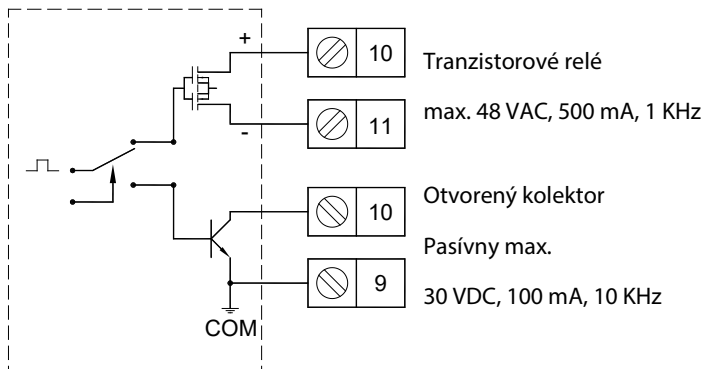 +
10
Tranzistorové relé
11
max. 48 VAC, 500 mA, 1 KHz
-
10
Otvorený kolektor
Pasívny max.
9
30 VDC, 100 mA, 10 KHz
COM